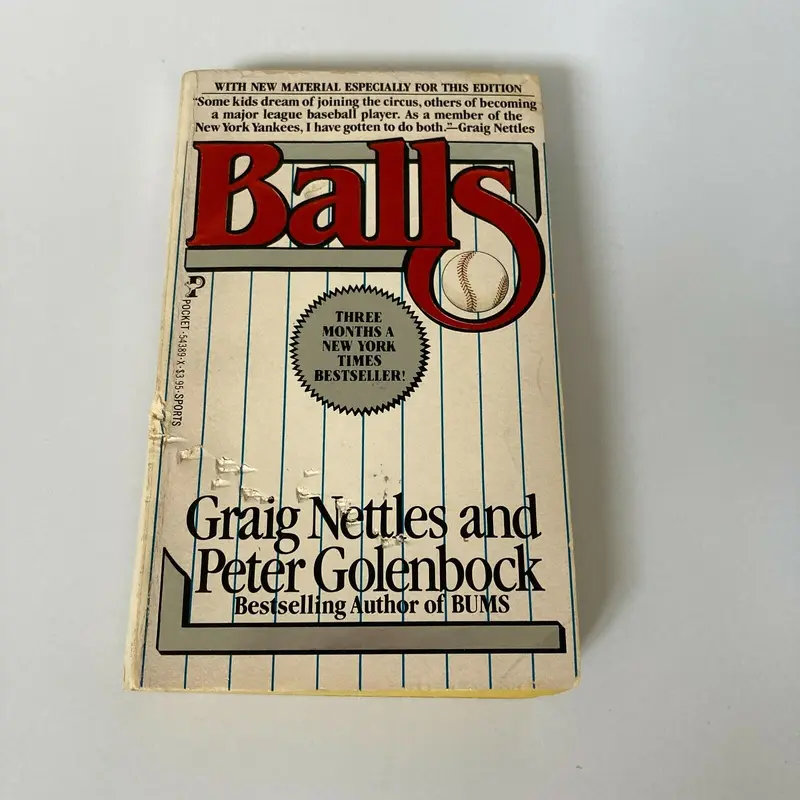 WITH NEW MATERIAL ESPECIALLY FOR THIS EDITION
"Some kids dream of joining the circus, others of becoming
a major league baseball player. As a member of the
New York Yankees, I have gotten to do both."—Graig Nettles
Balls
P
POCKET·54389-X·$3.95·SPORTS
THREE
MONTHS A
NEW YORK
TIMES
BESTSELLER!
Graig Nettles and
Peter Golenbock
Bestselling Author of BUMS